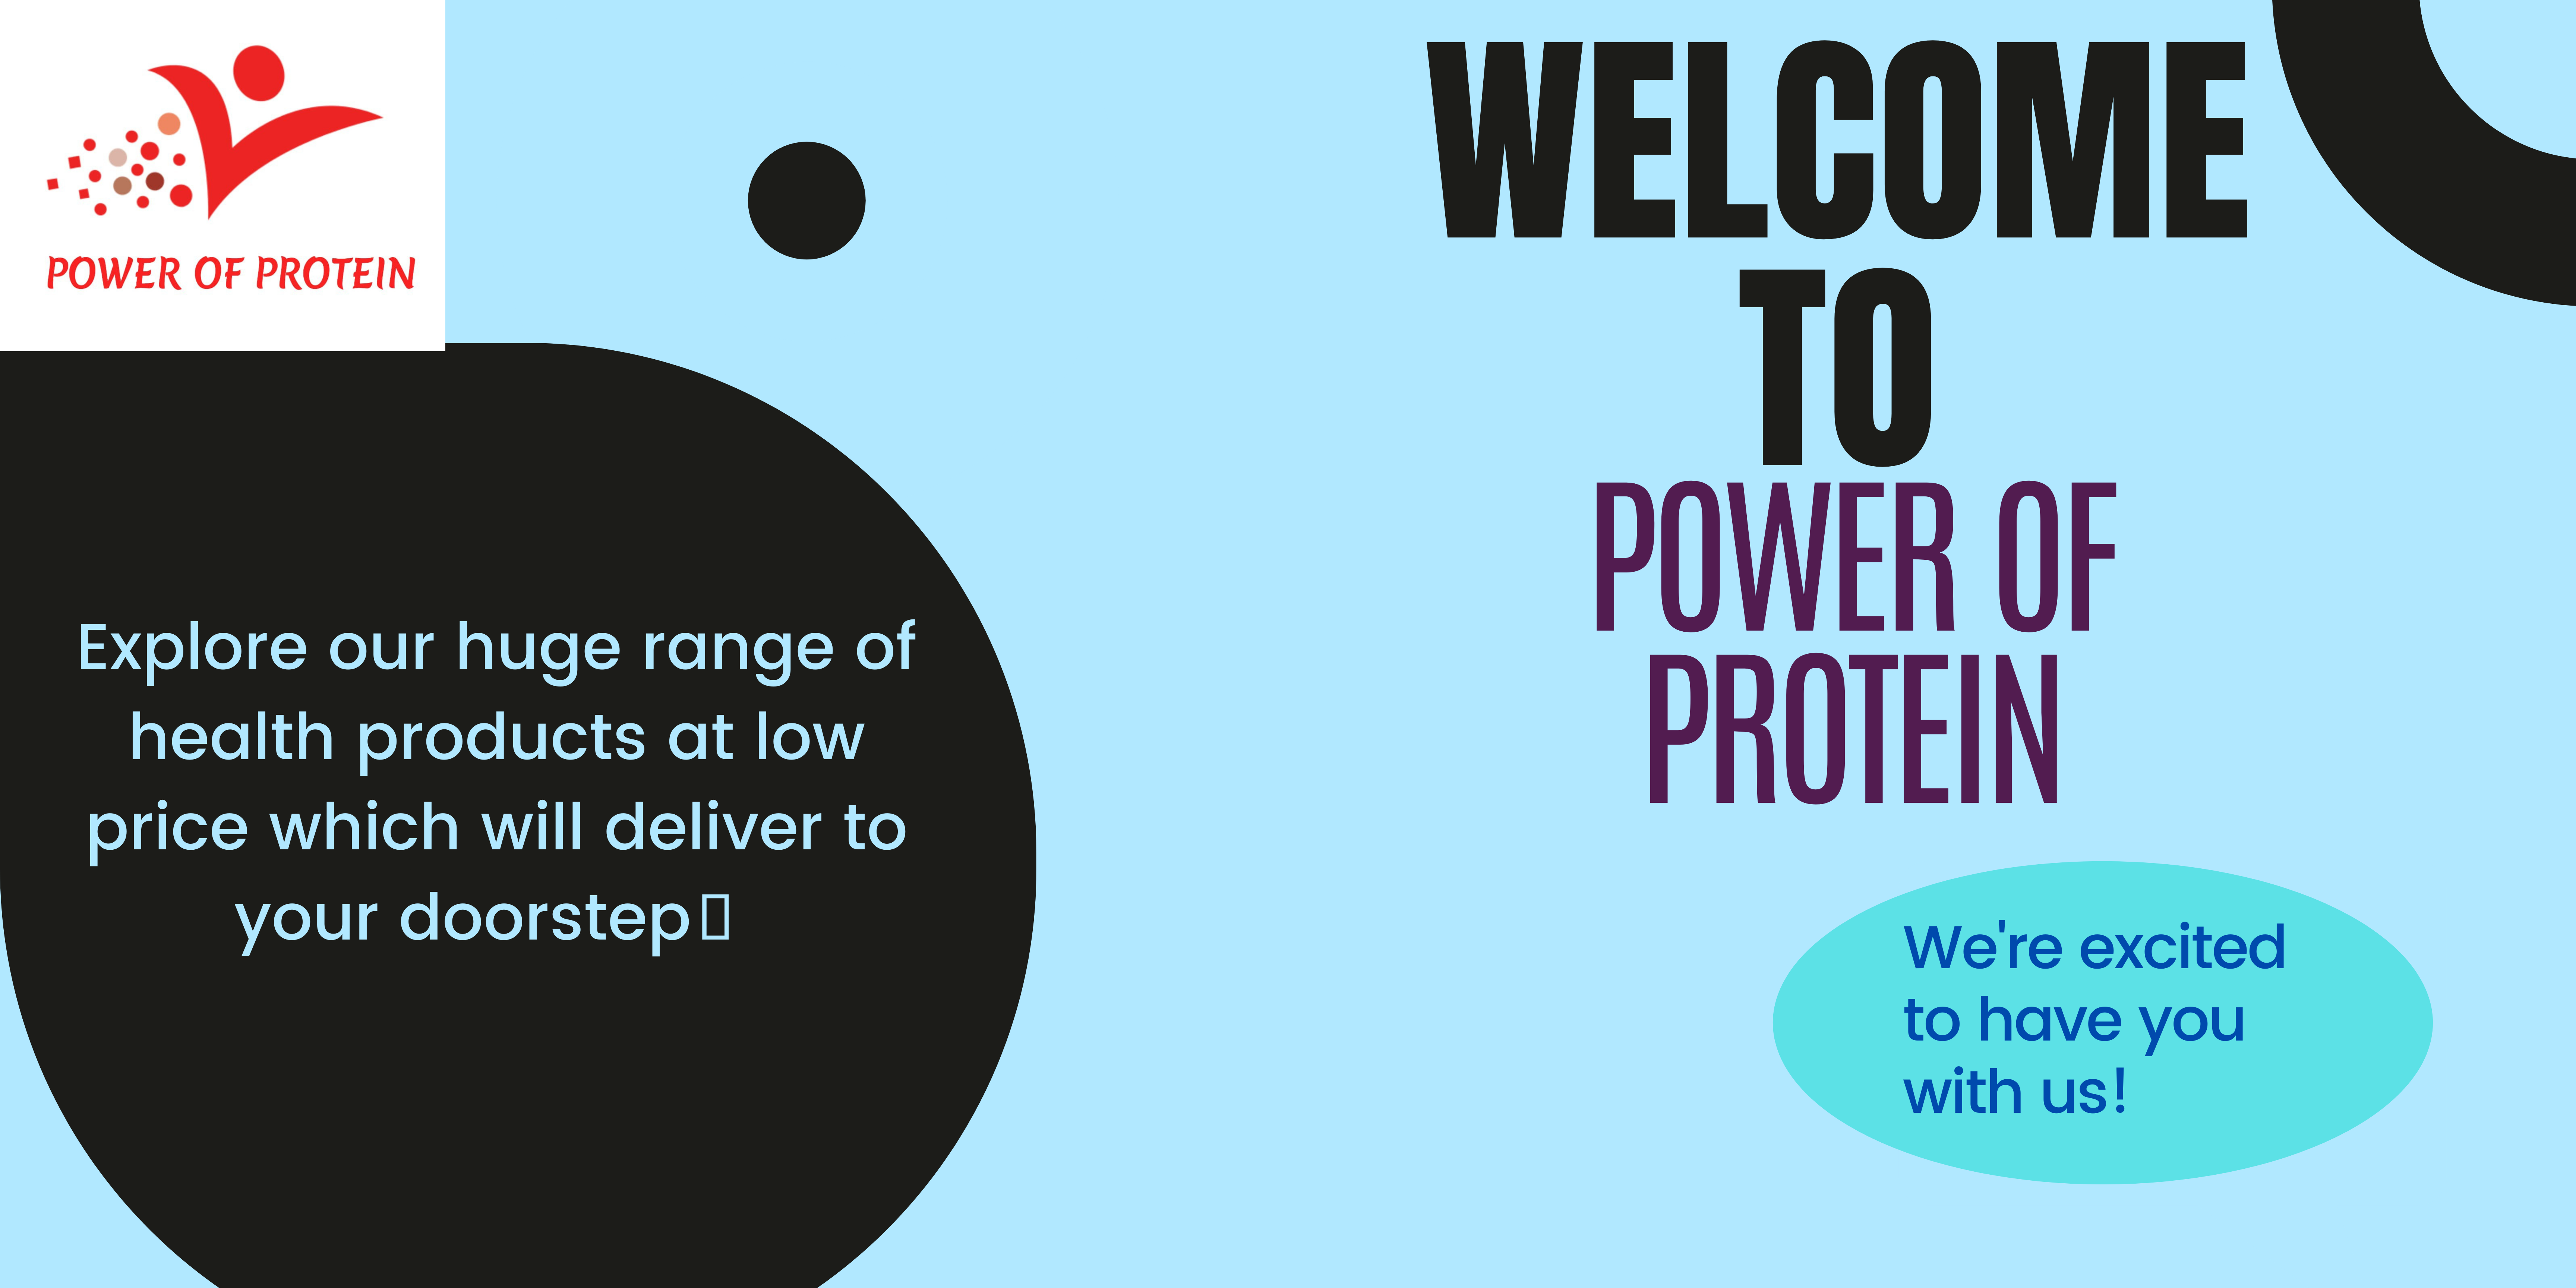 POWER OF PROTEIN
Explore our huge range of
health products at low
price which will deliver to
your doorstep▯
WELCOME
TO
POWER OF
PROTEIN
We're excited
to have you
with us!